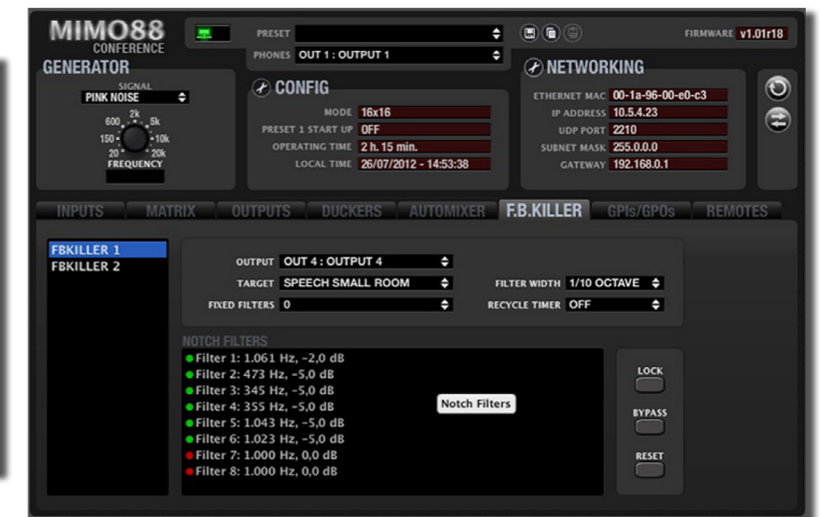 MIMO88
CONFERENCE
PRESET
PHONES OUT 1 : OUTPUT 1
FIRMWARE v1.01r18
GENERATOR
SIGNAL
PINK NOISE
600 2k 5k
150 10k
20 20k
FREQUENCY
CONFIG
MODE 16x16
PRESET 1 START UP OFF
OPERATING TIME 2 h. 15 min.
LOCAL TIME 26/07/2012 - 14:53:38
NETWORKING
ETHERNET MAC 00-1a-96-00-e0-c3
IP ADDRESS 10.5.4.23
UDP PORT 2210
SUBNET MASK 255.0.0.0
GATEWAY 192.168.0.1
INPUTS MATRIX OUTPUTS DUCKERS AUTOMIXER F.B.KILLER GPIs/GPOs REMOTES
FBKILLER 1
FBKILLER 2
OUTPUT OUT 4 : OUTPUT 4
TARGET SPEECH SMALL ROOM FILTER WIDTH 1/10 OCTAVE
FIXED FILTERS 0 RECYCLE TIMER OFF
NOTCH FILTERS
Filter 1: 1.061 Hz, -2,0 dB
Filter 2: 473 Hz, -5,0 dB
Filter 3: 345 Hz, -5,0 dB
Filter 4: 355 Hz, -5,0 dB
Filter 5: 1.043 Hz, -5,0 dB
Filter 6: 1.023 Hz, -5,0 dB
Filter 7: 1.000 Hz, 0,0 dB
Filter 8: 1.000 Hz, 0,0 dB
Notch Filters
LOCK
BYPASS
RESET